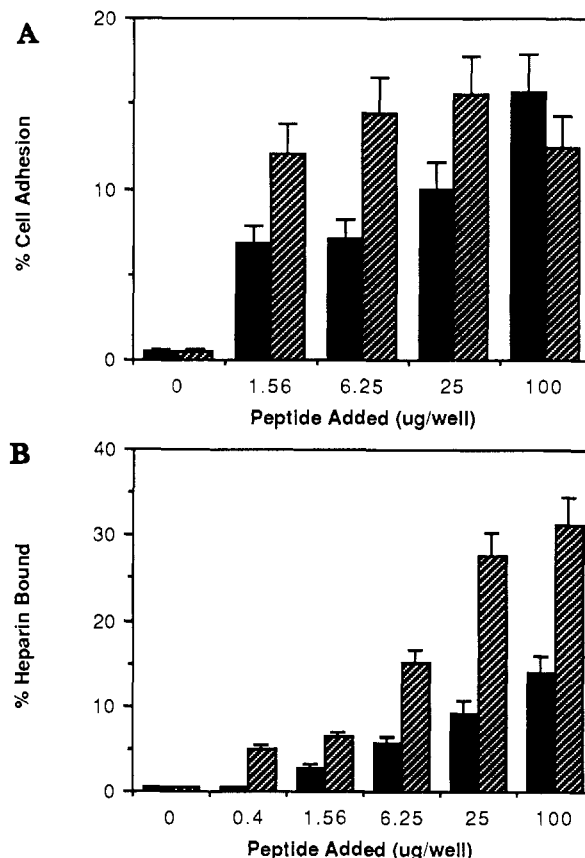 A
20
10
0
% Cell Adhesion
0 1.56 6.25 25 100
Peptide Added (ug/well)
B
40
30
20
10
0
% Heparin Bound
0 0.4 1.56 6.25 25 100
Peptide Added (ug/well)